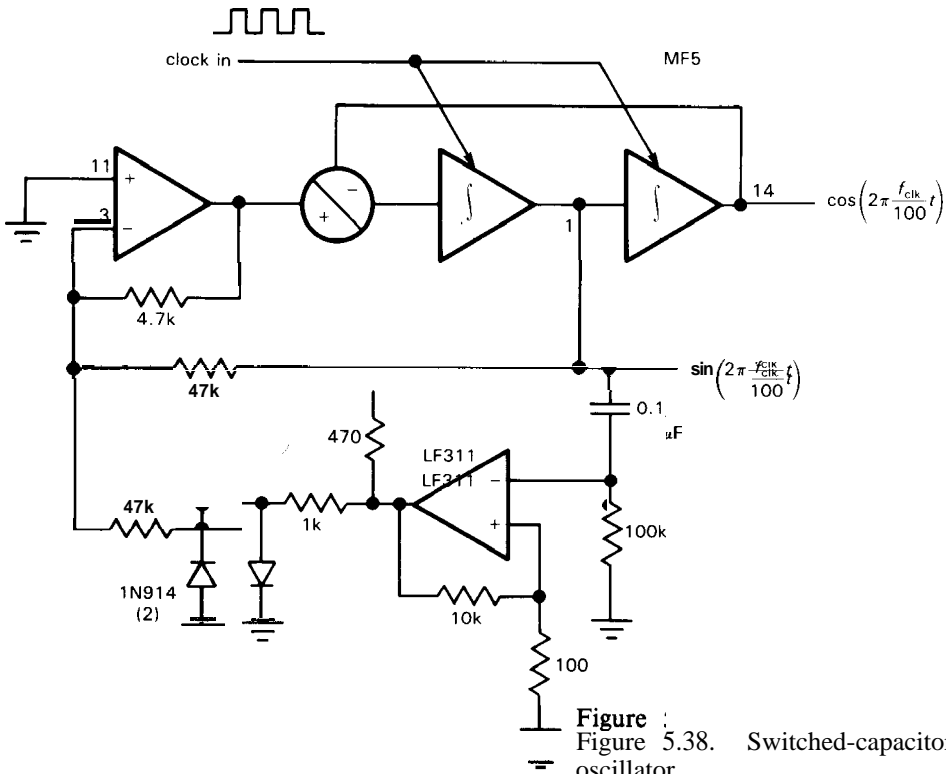 clock in
MF5
11
+
3
−
− +
∫
∫
1
14
cos(2π f_clk/100 t)
4.7k
47k
sin(2π f_clk/100 t)
0.1
μF
470
LF311
LF311
−
+
47k
1k
100k
1N914
(2)
10k
100
Figure
Figure 5.38. Switched-capacitor
oscillator